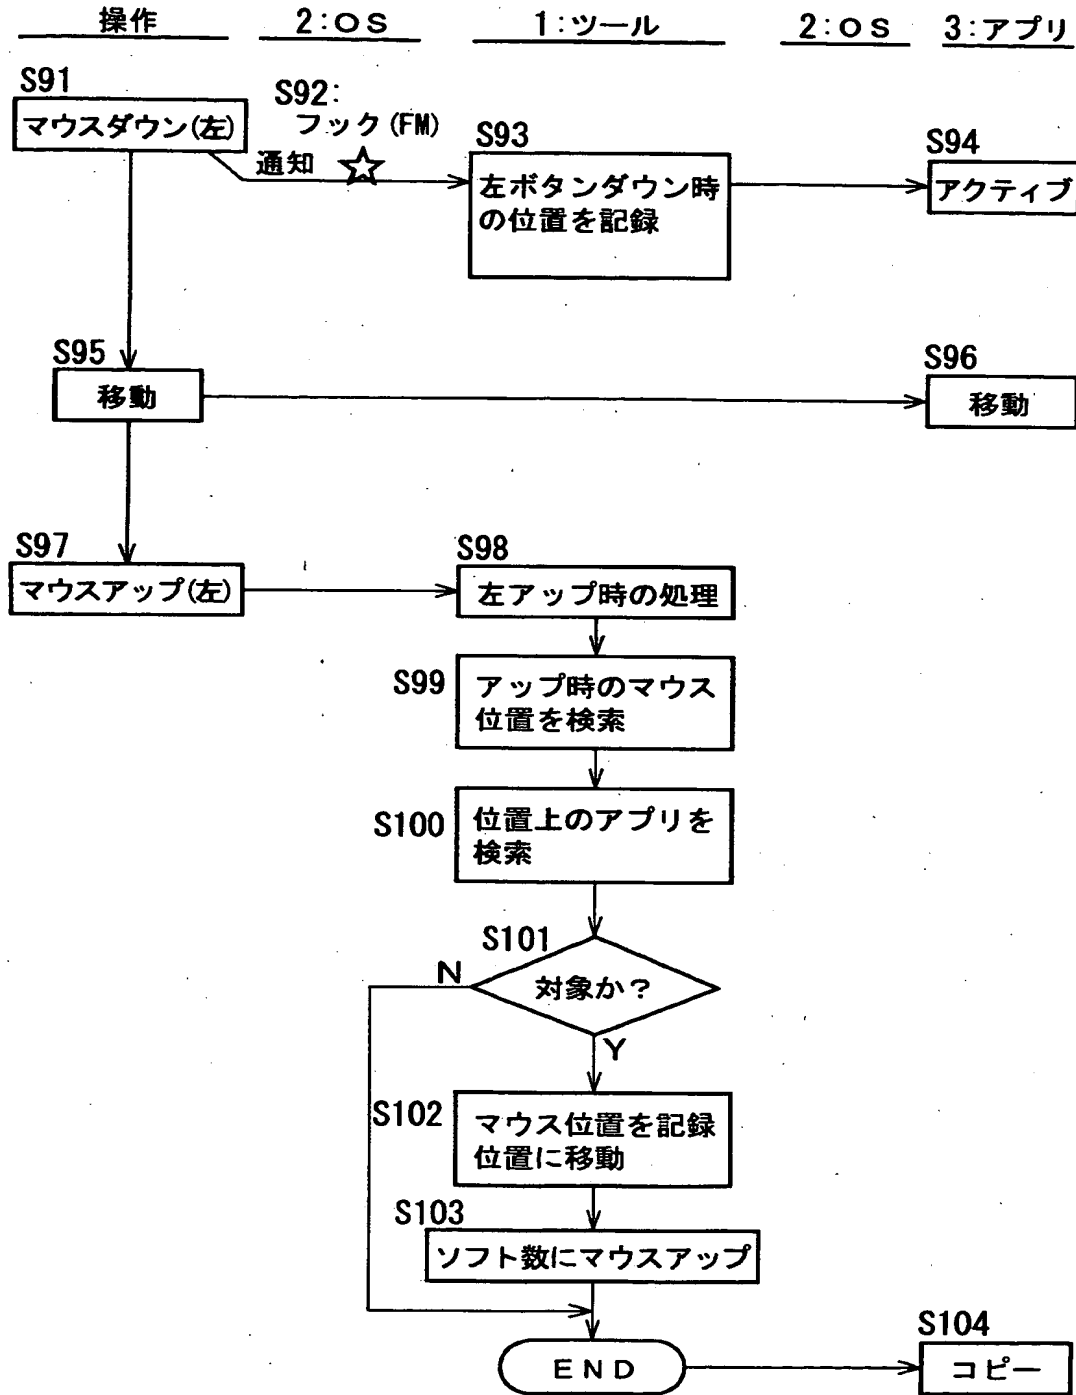 操作 2:OS 1:ツール 2:OS 3:アプリ
S91
マウスダウン(左)
S92:
フック(FM)
通知
S93
左ボタンダウン時
の位置を記録
S94
アクティブ
S95
移動
S96
移動
S97
マウスアップ(左)
S98
左アップ時の処理
S99
アップ時のマウス
位置を検索
S100
位置上のアプリを
検索
S101
対象か?
N
Y
S102
マウス位置を記録
位置に移動
S103
ソフト数にマウスアップ
END
S104
コピー